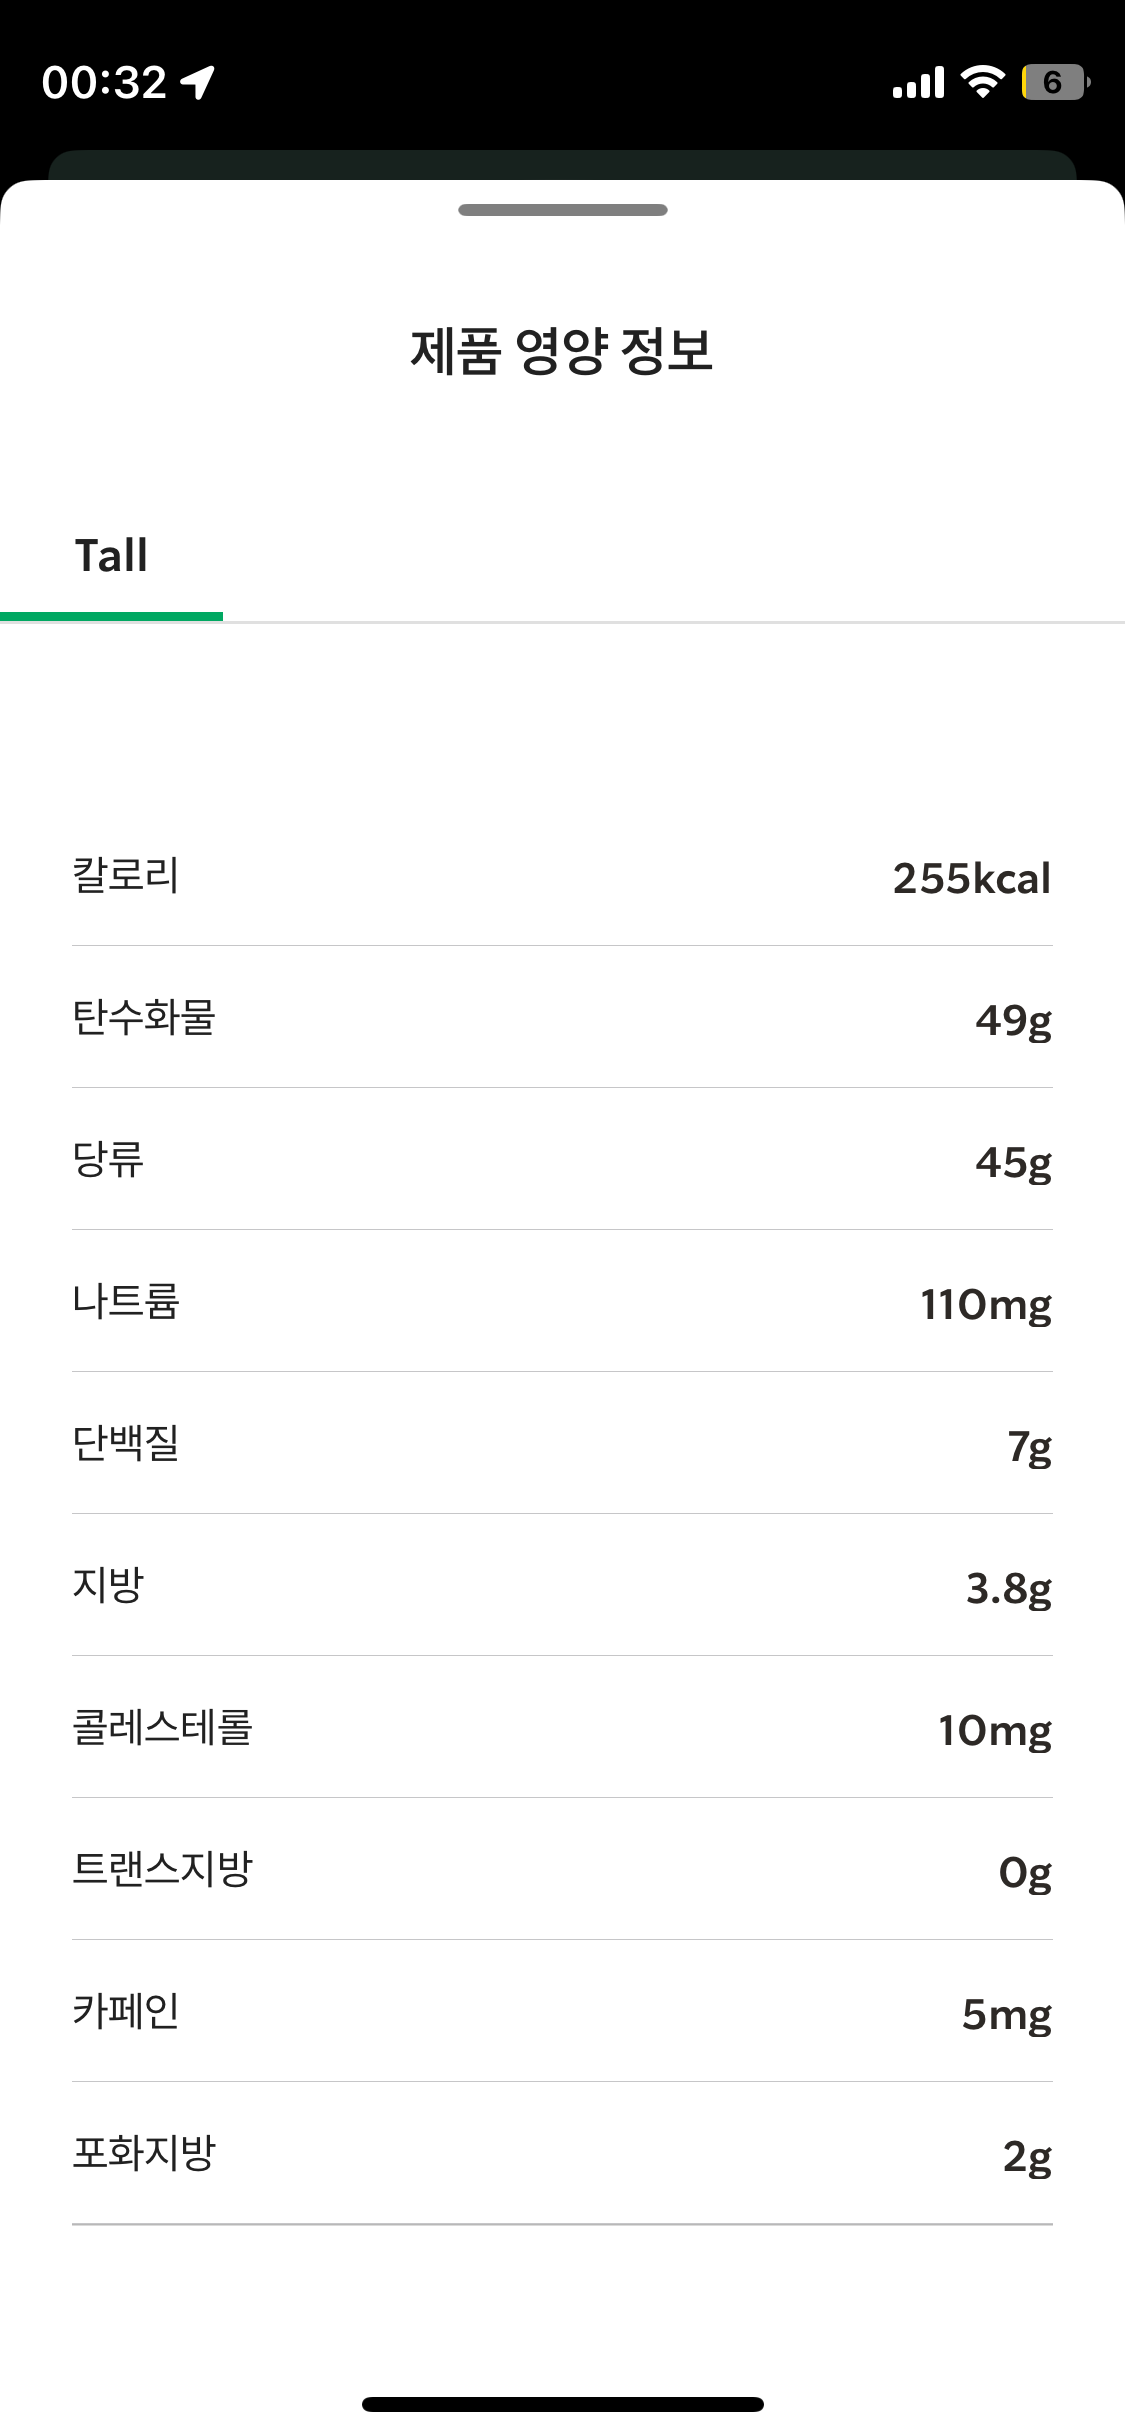 00:32
6
제품 영양 정보
Tall
칼로리 255kcal
탄수화물 49g
당류 45g
나트륨 110mg
단백질 7g
지방 3.8g
콜레스테롤 10mg
트랜스지방 0g
카페인 5mg
포화지방 2g